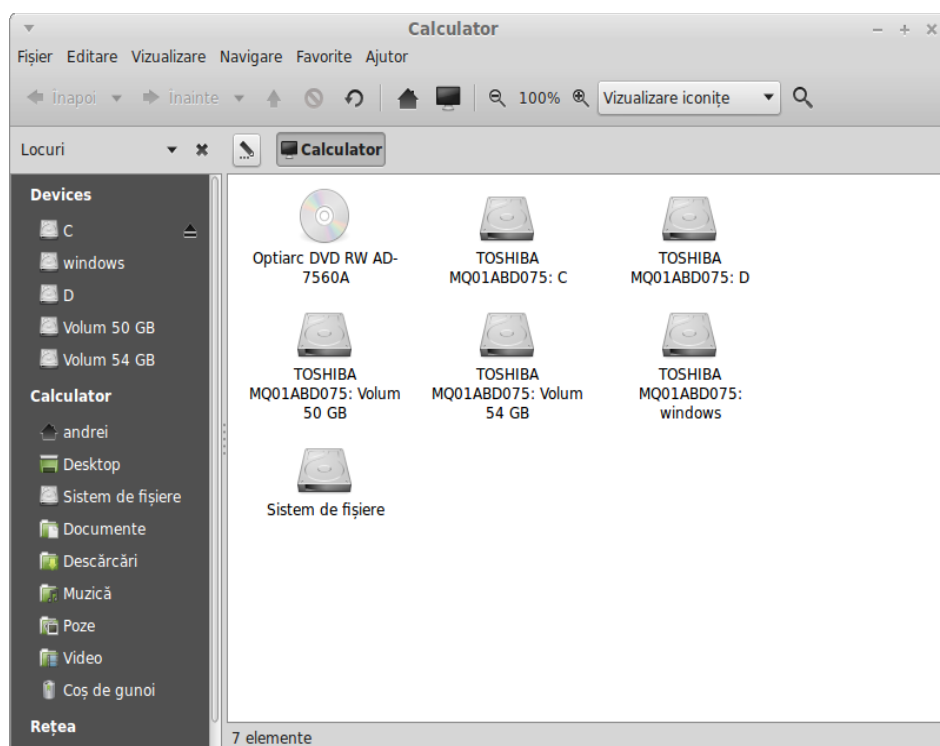 Calculator
Fișier Editare Vizualizare Navigare Favorite Ajutor
Înapoi Înainte 100% Vizualizare iconițe
Locuri
Calculator
Devices
C
windows
D
Volum 50 GB
Volum 54 GB
Calculator
andrei
Desktop
Sistem de fișiere
Documente
Descărcări
Muzică
Poze
Video
Coș de gunoi
Rețea
Optiarc DVD RW AD-
7560A
TOSHIBA
MQ01ABD075: C
TOSHIBA
MQ01ABD075: D
TOSHIBA
MQ01ABD075: Volum
50 GB
TOSHIBA
MQ01ABD075: Volum
54 GB
TOSHIBA
MQ01ABD075:
windows
Sistem de fișiere
7 elemente